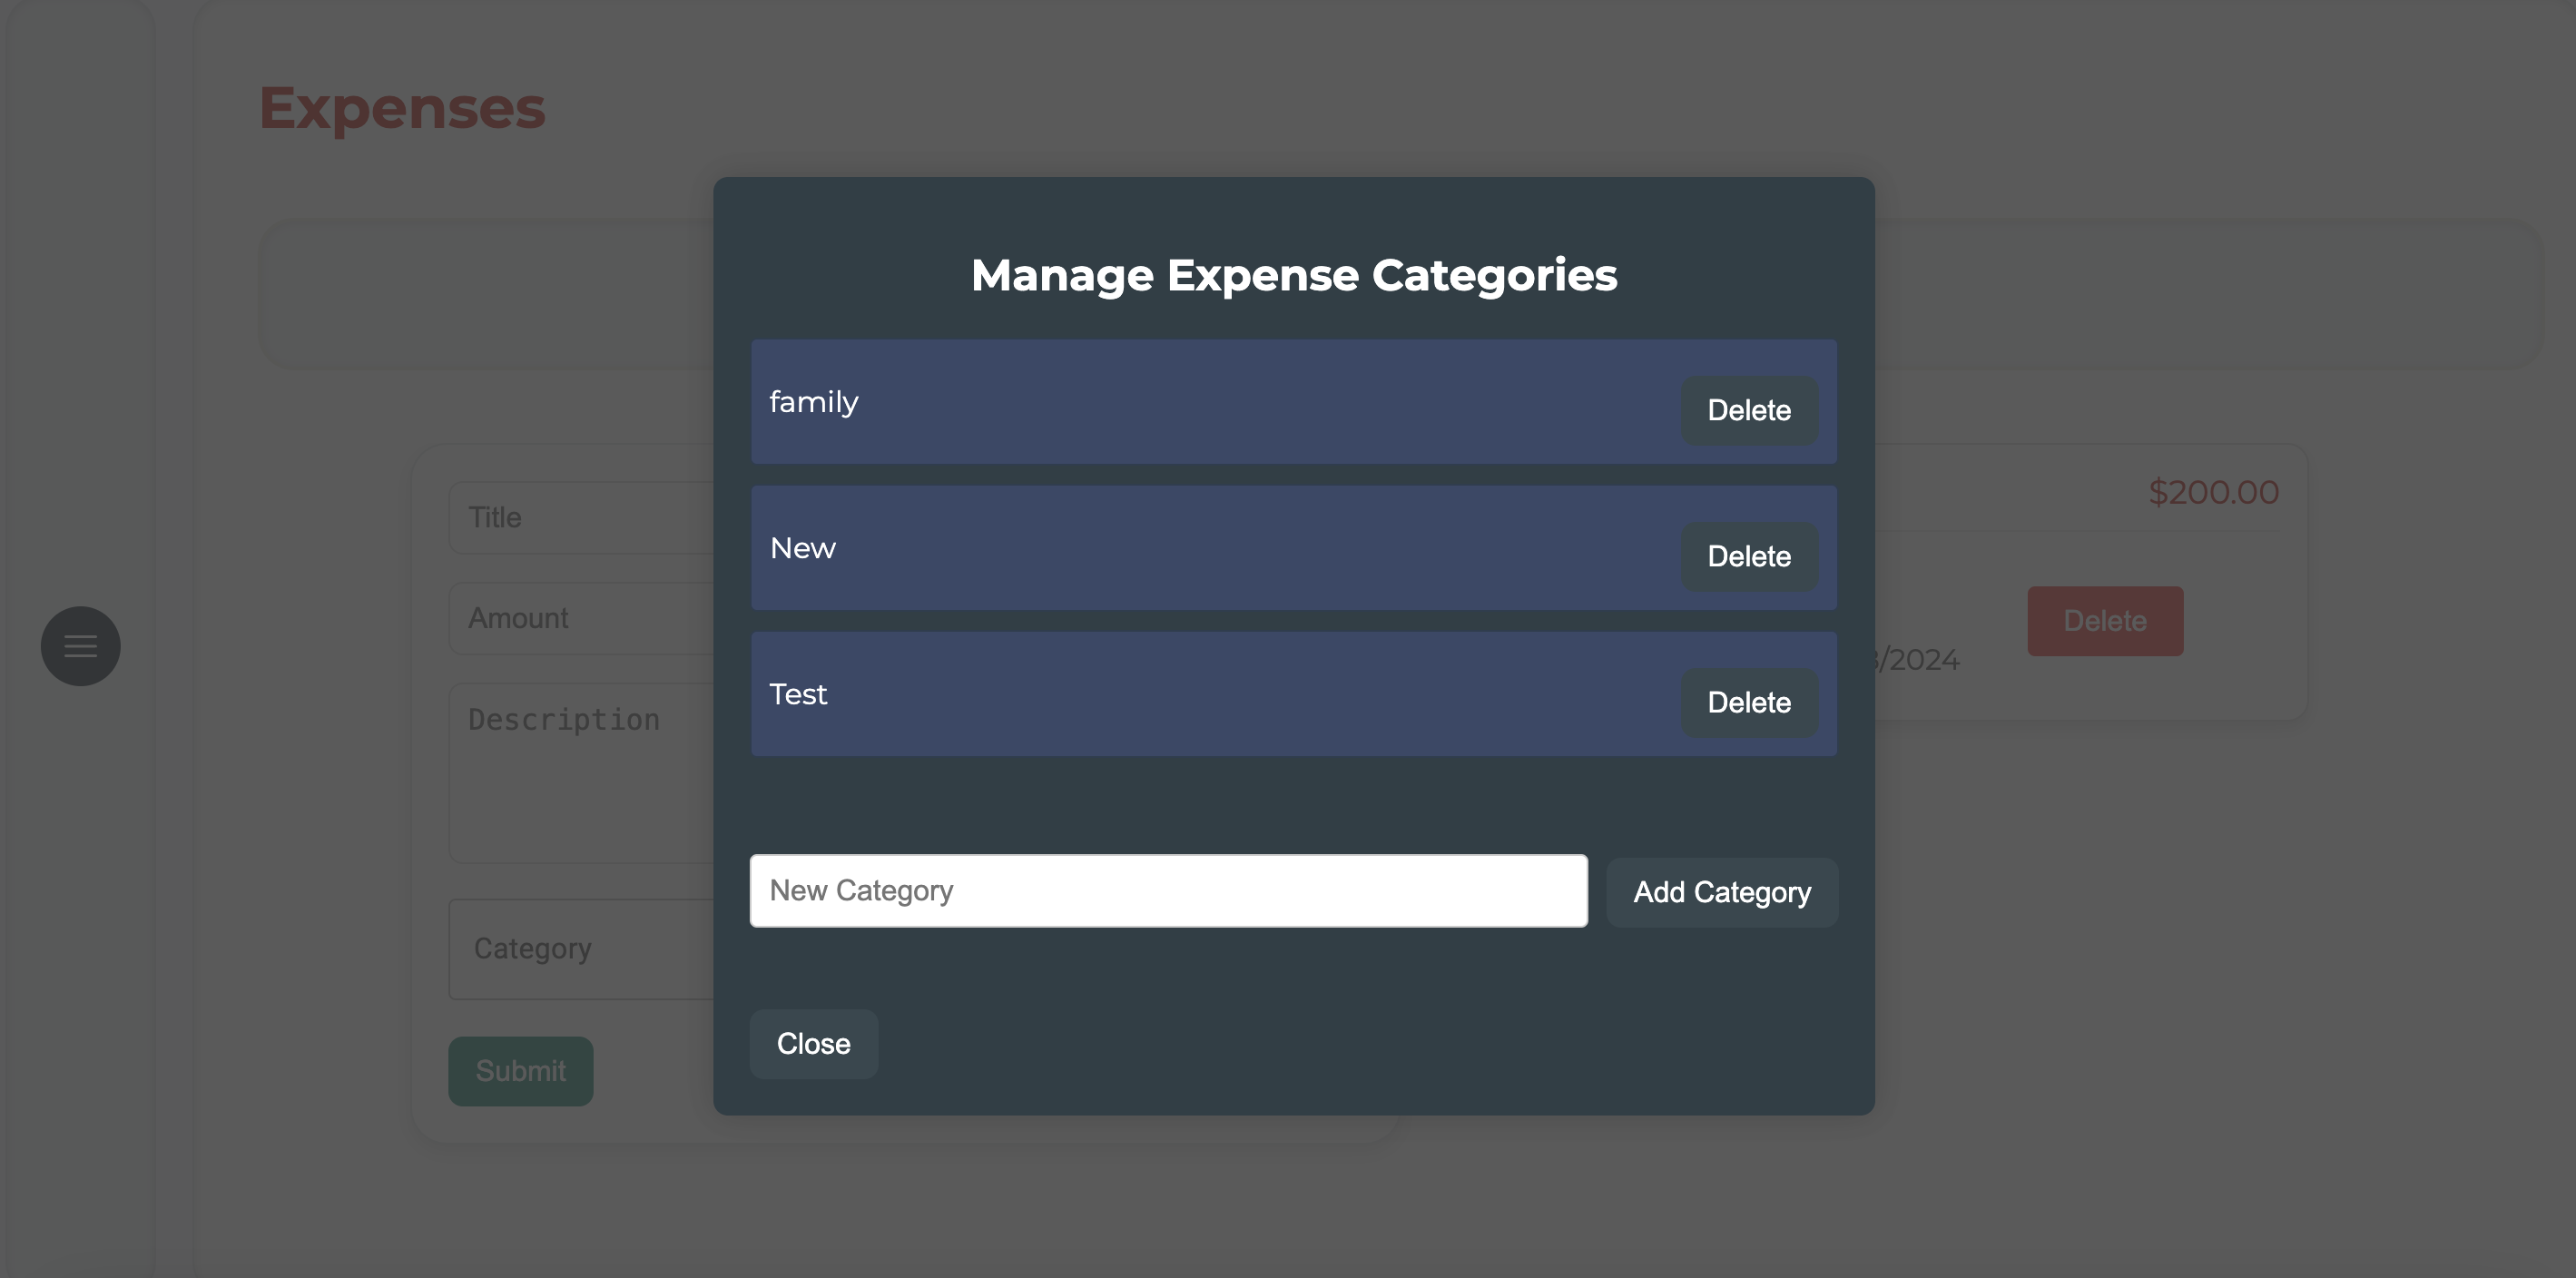 Expenses
Manage Expense Categories
family
Delete
New
Delete
Test
Delete
New Category
Add Category
Close
Title
Amount
Description
Category
Submit
$200.00
Delete
/2024